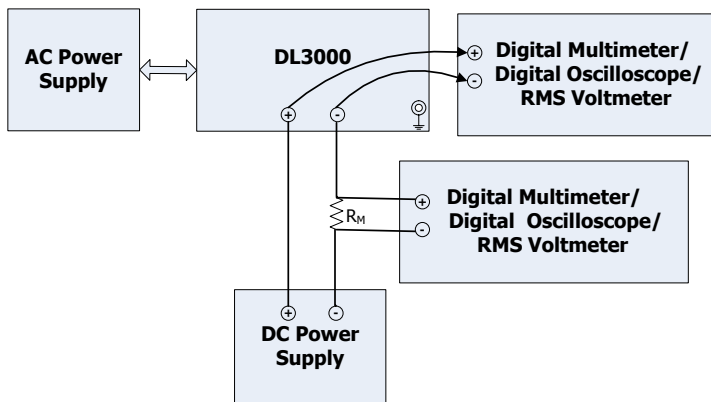 AC Power
Supply
DL3000
+
-
+ Digital Multimeter/
- Digital Oscilloscope/
RMS Voltmeter
+ Digital Multimeter/
- Digital Oscilloscope/
RMS Voltmeter
RM
+
-
DC Power
Supply